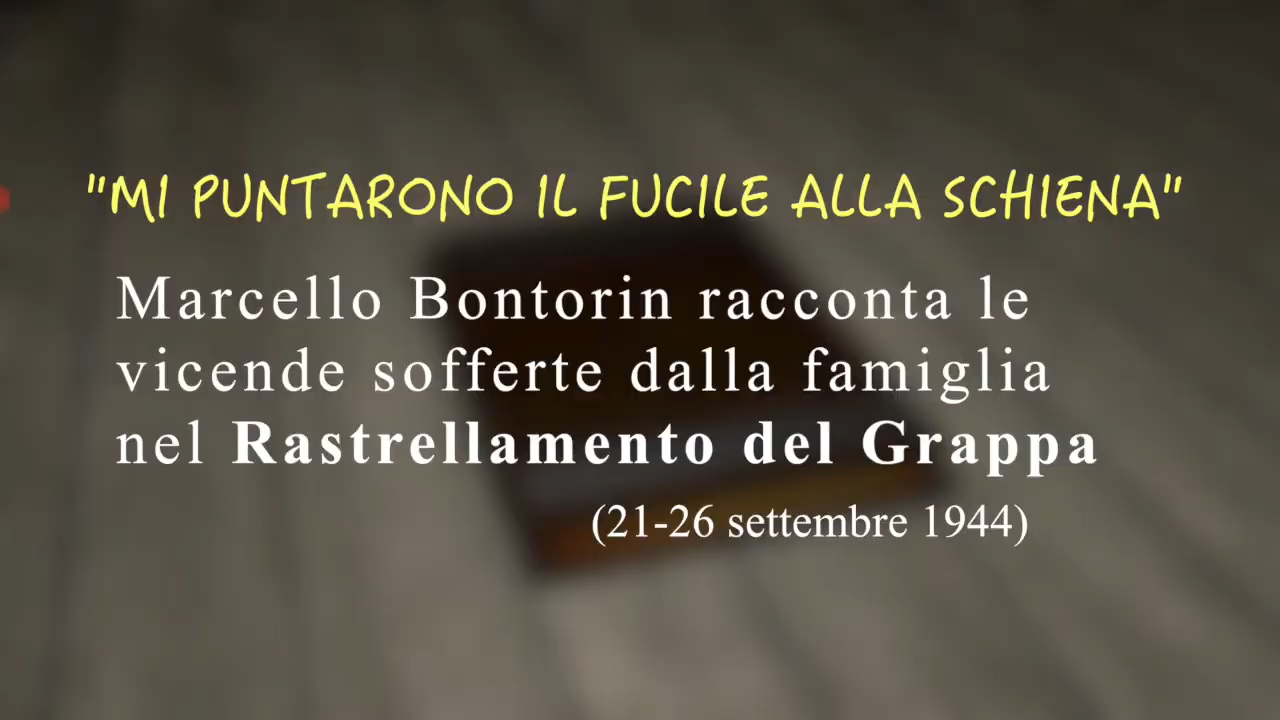 "MI PUNTARONO IL FUCILE ALLA SCHIENA"
Marcello Bontorin racconta le
vicende sofferte dalla famiglia
nel Rastrellamento del Grappa
(21-26 settembre 1944)